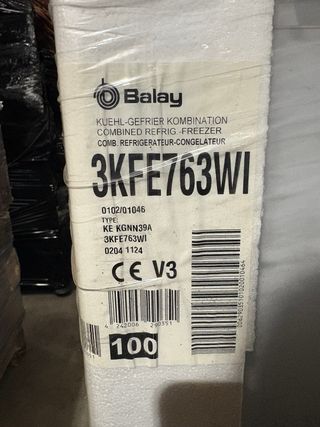 Balay
KUEHL-GEFRIER KOMBINATION
COMBINED REFRIG.-FREEZER
COMB. REFRIGERATEUR-CONGELATEUR
3KFE763WI
0102/01046
TYPE:
KE KGNN39A
3KFE763WI
0204 1124
CE V3
100